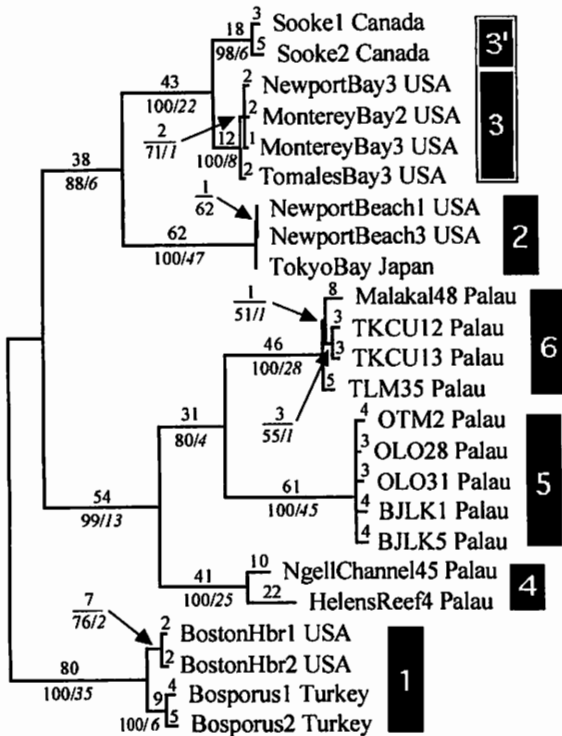 3
Sooke1 Canada
18
98/6
5
Sooke2 Canada
3'
43
100/22
2
NewportBay3 USA
2
MontereyBay2 USA
3
2
71/1
12
1
MontereyBay3 USA
100/8
2
TomalesBay3 USA
38
88/6
1
62
NewportBeach1 USA
62
100/47
NewportBeach3 USA
2
TokyoBay Japan
1
51/1
8
Malakal48 Palau
3
TKCU12 Palau
6
46
100/28
3
TKCU13 Palau
5
TLM35 Palau
3
55/1
31
80/4
4
OTM2 Palau
3
OLO28 Palau
3
OLO31 Palau
5
61
100/45
4
BJLK1 Palau
4
BJLK5 Palau
54
99/13
10
NgellChannel45 Palau
4
41
100/25
22
HelensReef4 Palau
7
76/2
2
BostonHbr1 USA
2
BostonHbr2 USA
1
80
100/35
9
4
Bosporus1 Turkey
100/6
5
Bosporus2 Turkey